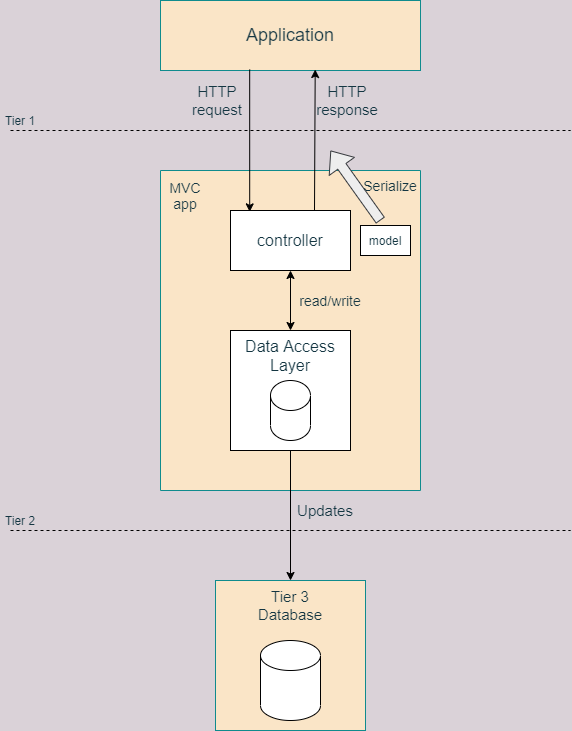 Application
HTTP
request
HTTP
response
Tier 1
MVC
app
Serialize
controller
model
read/write
Data Access
Layer
Updates
Tier 2
Tier 3
Database